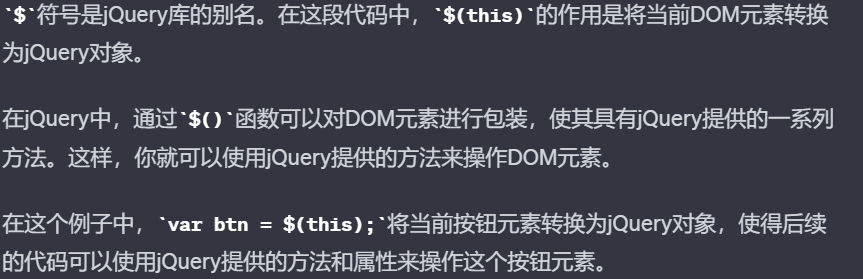 `$`符号是jQuery库的别名。在这段代码中，`$(this)`的作用是将当前DOM元素转换
为jQuery对象。
在jQuery中，通过`$()`函数可以对DOM元素进行包装，使其具有jQuery提供的一系列
方法。这样，你就可以使用jQuery提供的方法来操作DOM元素。
在这个例子中，`var btn = $(this);`将当前按钮元素转换为jQuery对象，使得后续
的代码可以使用jQuery提供的方法和属性来操作这个按钮元素。